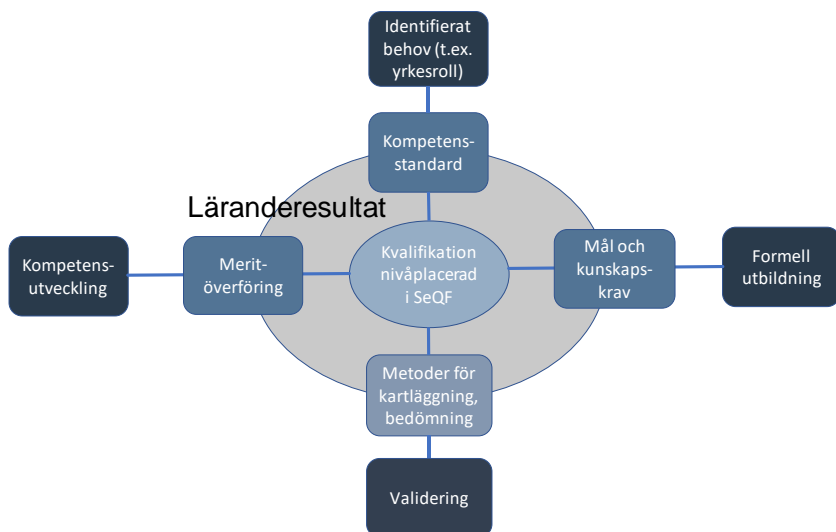 Identifierat
behov (t.ex.
yrkesroll)
Kompetens-
standard
Läranderesultat
Kompetens-
utveckling
Merit-
överföring
Kvalifikation
nivåplacerad
i SeQF
Mål och
kunskaps-
krav
Formell
utbildning
Metoder för
kartläggning,
bedömning
Validering